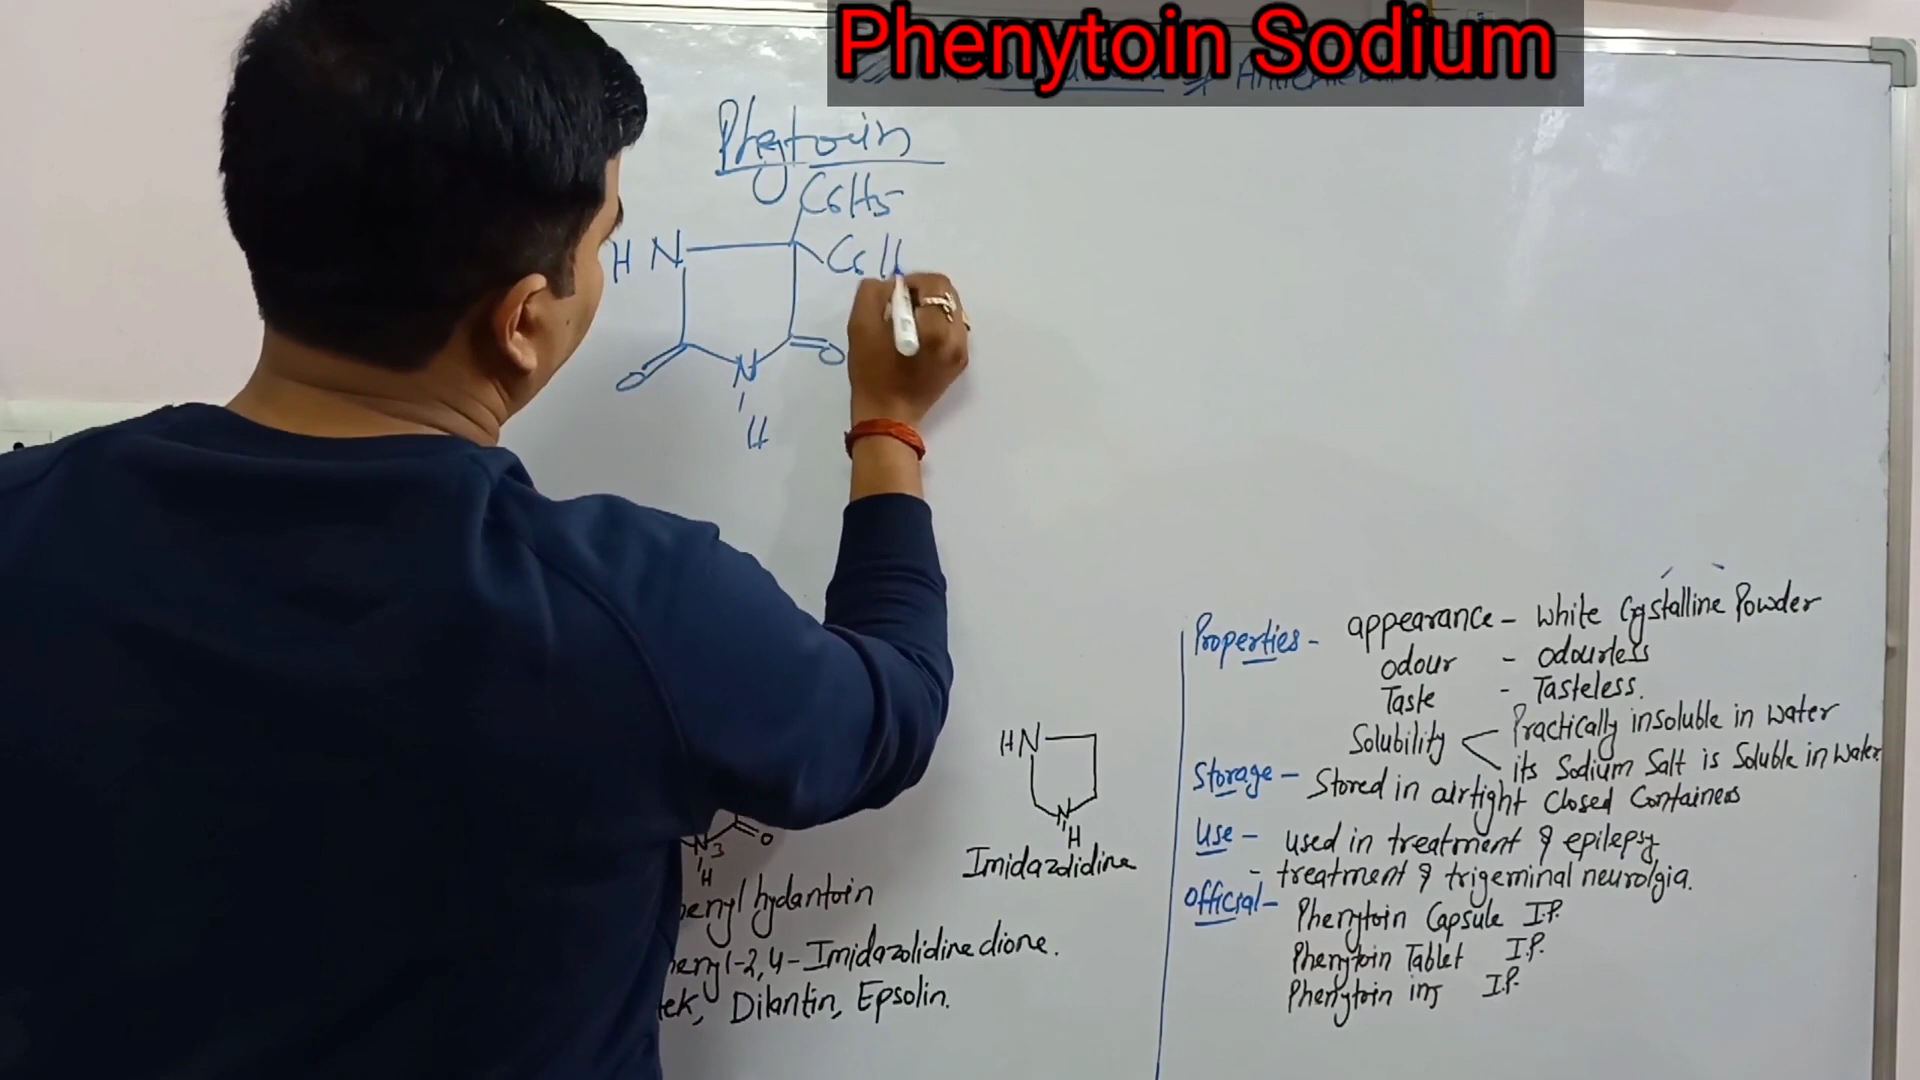 Phenytoin Sodium
Pheytoin
C6H5
HN
C6H
O
N
O
H
Properties - appearance - White Crystalline Powder
Odour - Odourless
Taste - Tasteless.
Solubility < Practically insoluble in water
its Sodium Salt is Soluble in Water
Storage - Stored in airtight Closed Containers
Use - used in treatment of epilepsy
- treatment of trigeminal neurolgia.
Official - Phenytoin Capsule I.P.
Phenytoin Tablet I.P.
Phenytoin inj I.P.
HN
N
H
Imidazolidine
N3
O
H
henyl hydantoin
henyl-2,4-Imidazolidine dione.
tek, Dilantin, Epsolin.